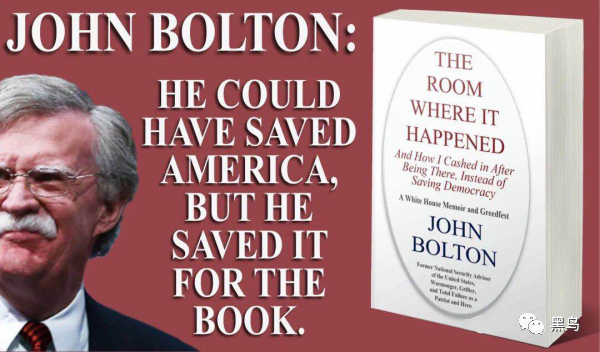 JOHN BOLTON:
HE COULD
HAVE SAVED
AMERICA,
BUT HE
SAVED IT
FOR THE
BOOK.
THE
ROOM
WHERE IT
HAPPENED
And How I Cashed in After
Being There, Instead of
Saving Democracy
A White House Memoir and Greedfest
JOHN
BOLTON
Former National Security Advisor
of the United States,
Warmonger, Grifter,
and Total Failure as a
Patriot and Hero
黑鸟